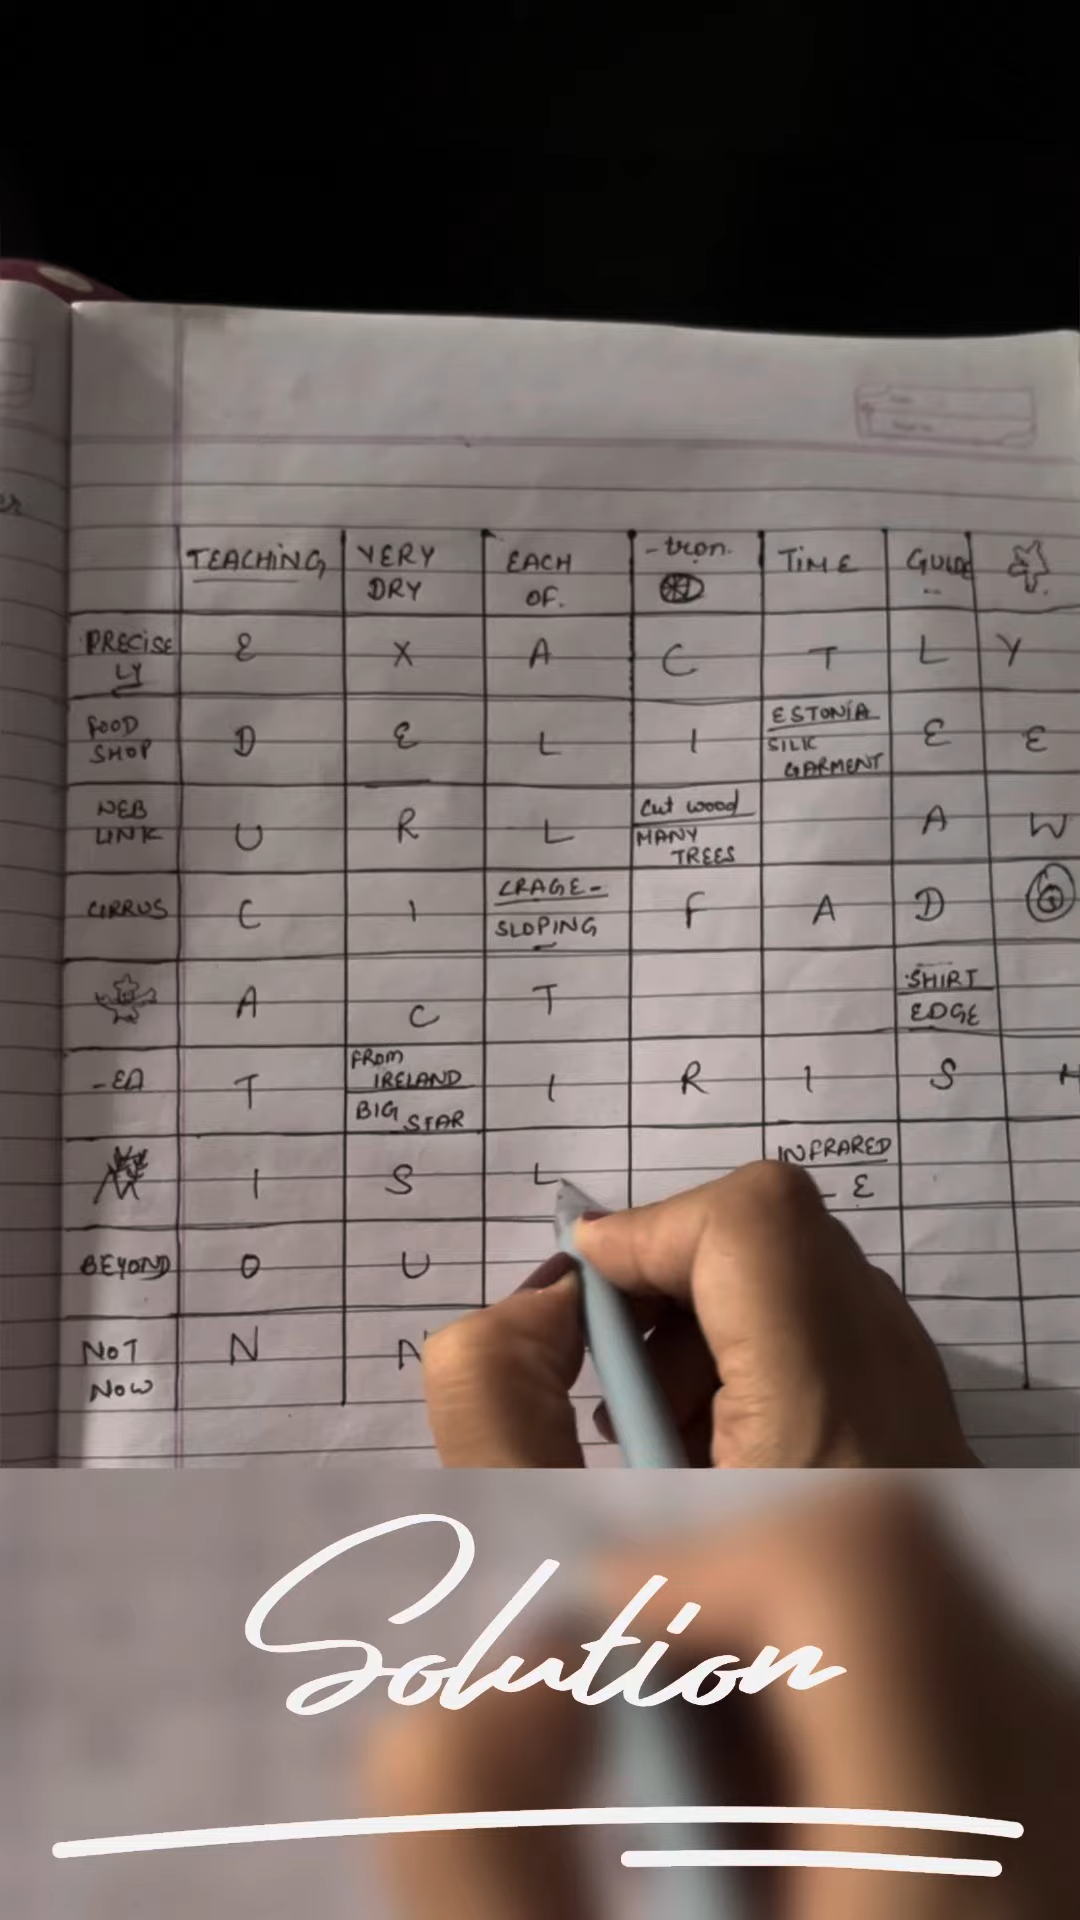 TEACHING VERY DRY EACH OF. -tron. TIME GUIDE
PRECISE LY E X A C T L Y
FOOD SHOP D E L I ESTONIA SILK GARMENT E E
WEB LINK U R L Cut wood MANY TREES A W
CIRRUS C I CRAGE- SLOPING F A D G
A C T SHIRT EDGE
-EA T FROM IRELAND BIG STAR I R I S H
I S L INFRARED E
BEYOND O U
NOT NOW N N
Solution